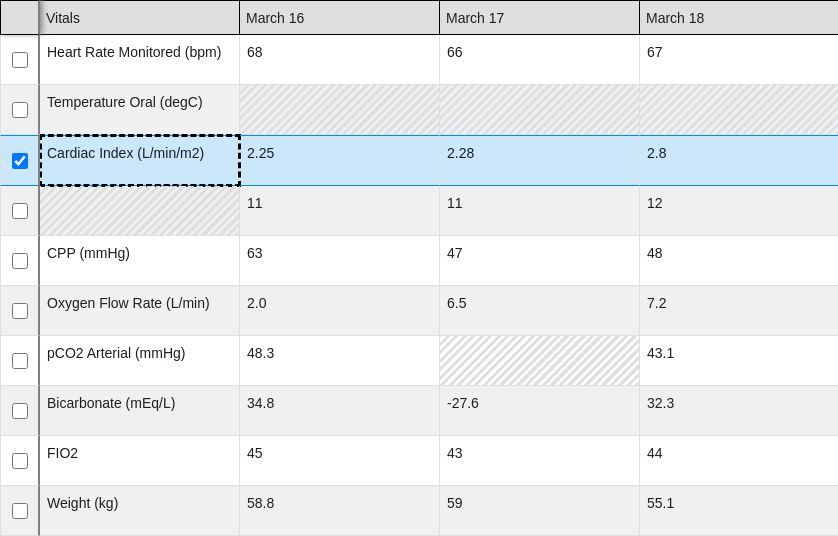 Vitals March 16 March 17 March 18
Heart Rate Monitored (bpm) 68 66 67
Temperature Oral (degC)
Cardiac Index (L/min/m2) 2.25 2.28 2.8
11 11 12
CPP (mmHg) 63 47 48
Oxygen Flow Rate (L/min) 2.0 6.5 7.2
pCO2 Arterial (mmHg) 48.3 43.1
Bicarbonate (mEq/L) 34.8 -27.6 32.3
FIO2 45 43 44
Weight (kg) 58.8 59 55.1